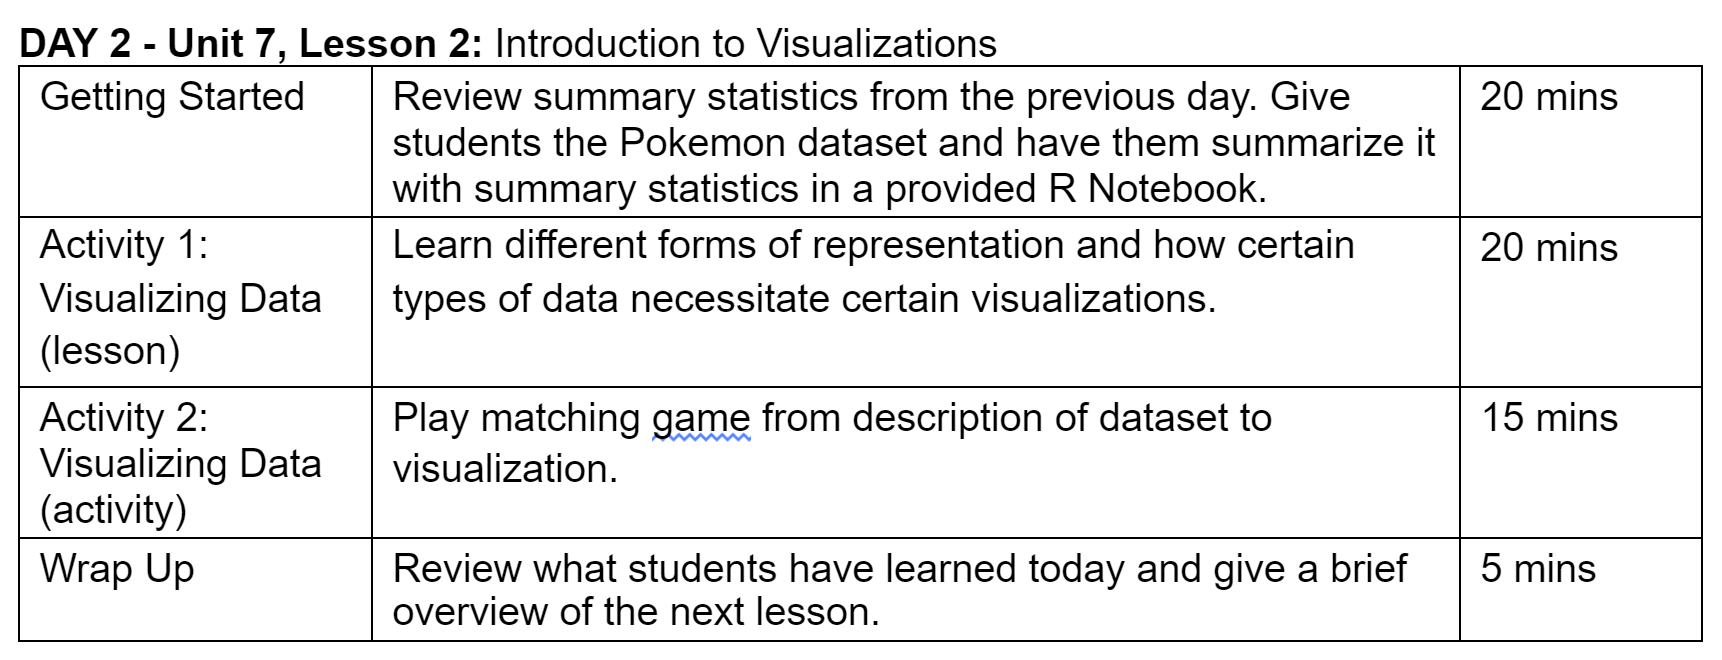 DAY 2 - Unit 7, Lesson 2: Introduction to Visualizations
Getting Started
Review summary statistics from the previous day. Give
students the Pokemon dataset and have them summarize it
with summary statistics in a provided R Notebook.
20 mins
Activity 1:
Visualizing Data
(lesson)
Learn different forms of representation and how certain
types of data necessitate certain visualizations.
20 mins
Activity 2:
Visualizing Data
(activity)
Play matching game from description of dataset to
visualization.
15 mins
Wrap Up
Review what students have learned today and give a brief
overview of the next lesson.
5 mins